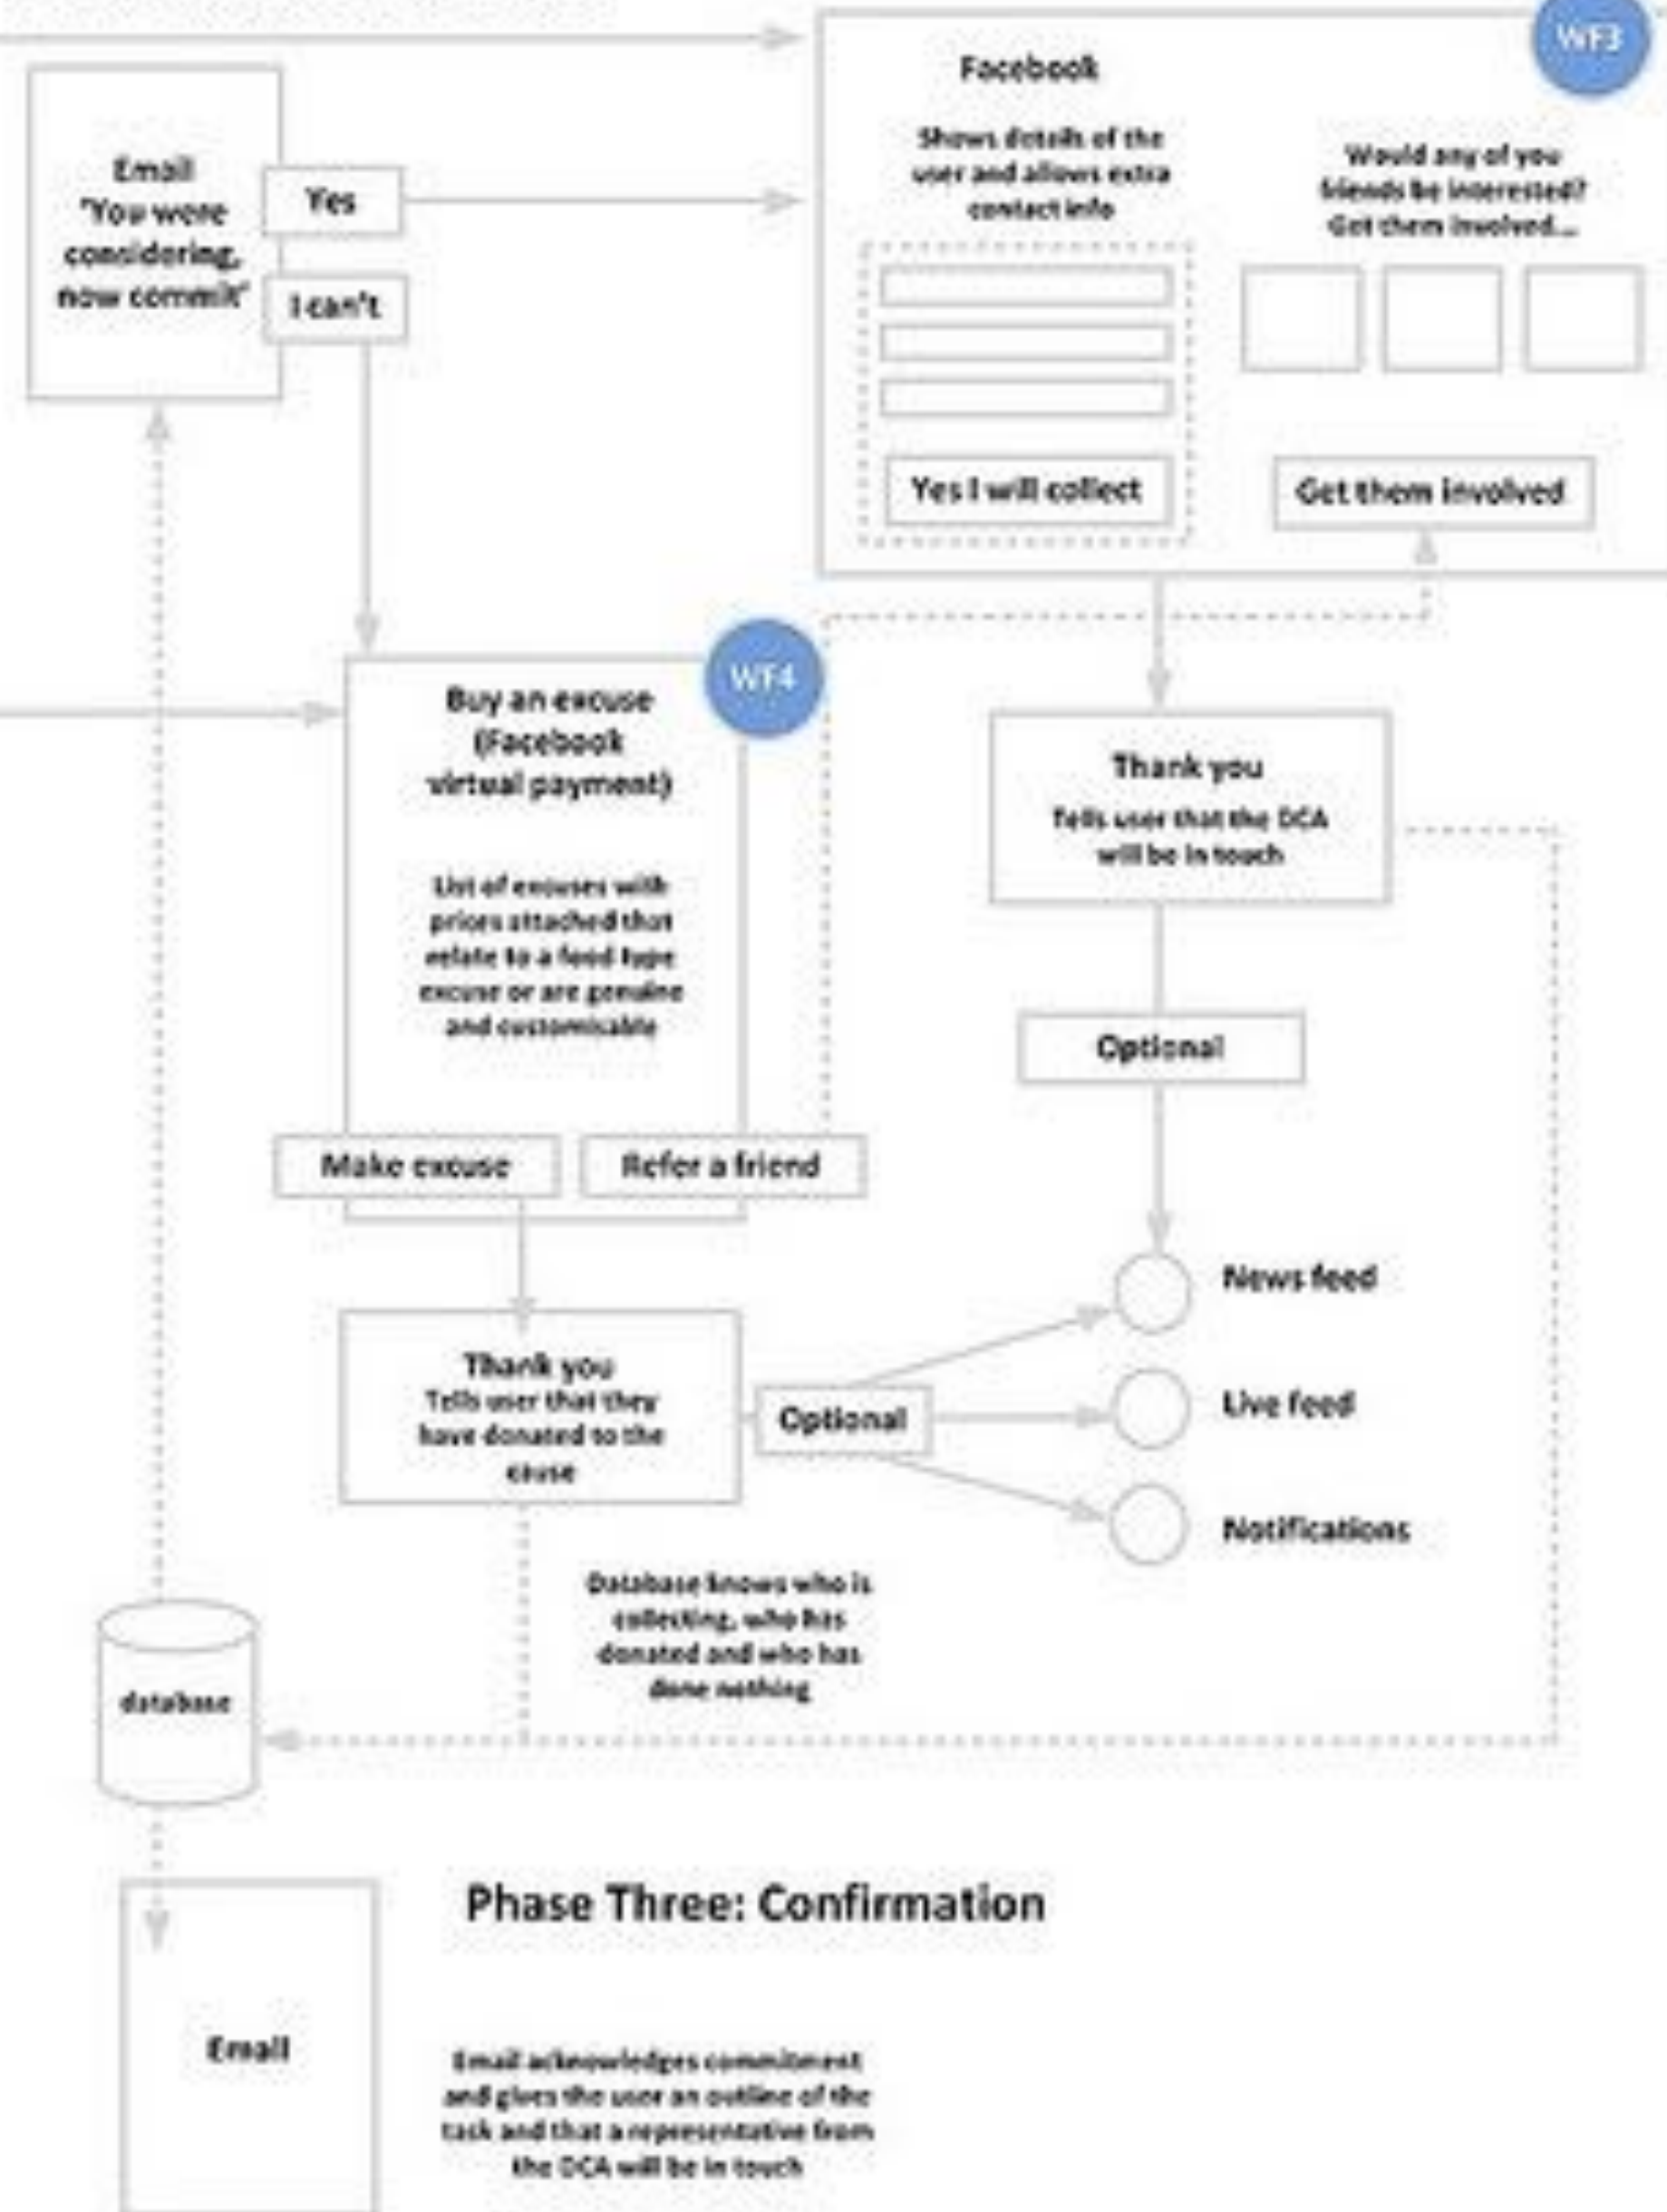 WF3
Facebook
Shows details of the
user and allows extra
contact info
Would any of you
friends be interested?
Get them involved...
Email
"You were
considering,
now commit"
Yes
I can't
Yes I will collect
Get them involved
WF4
Buy an excuse
(Facebook
virtual payment)
List of excuses with
prices attached that
relate to a food type
excuse or are genuine
and customisable
Make excuse
Refer a friend
Thank you
Tells user that the DCA
will be in touch
Optional
News feed
Live feed
Notifications
Thank you
Tells user that they
have donated to the
cause
Optional
Database knows who is
collecting, who has
donated and who has
done nothing
database
Phase Three: Confirmation
Email
Email acknowledges commitment
and gives the user an outline of the
task and that a representative from
the DCA will be in touch